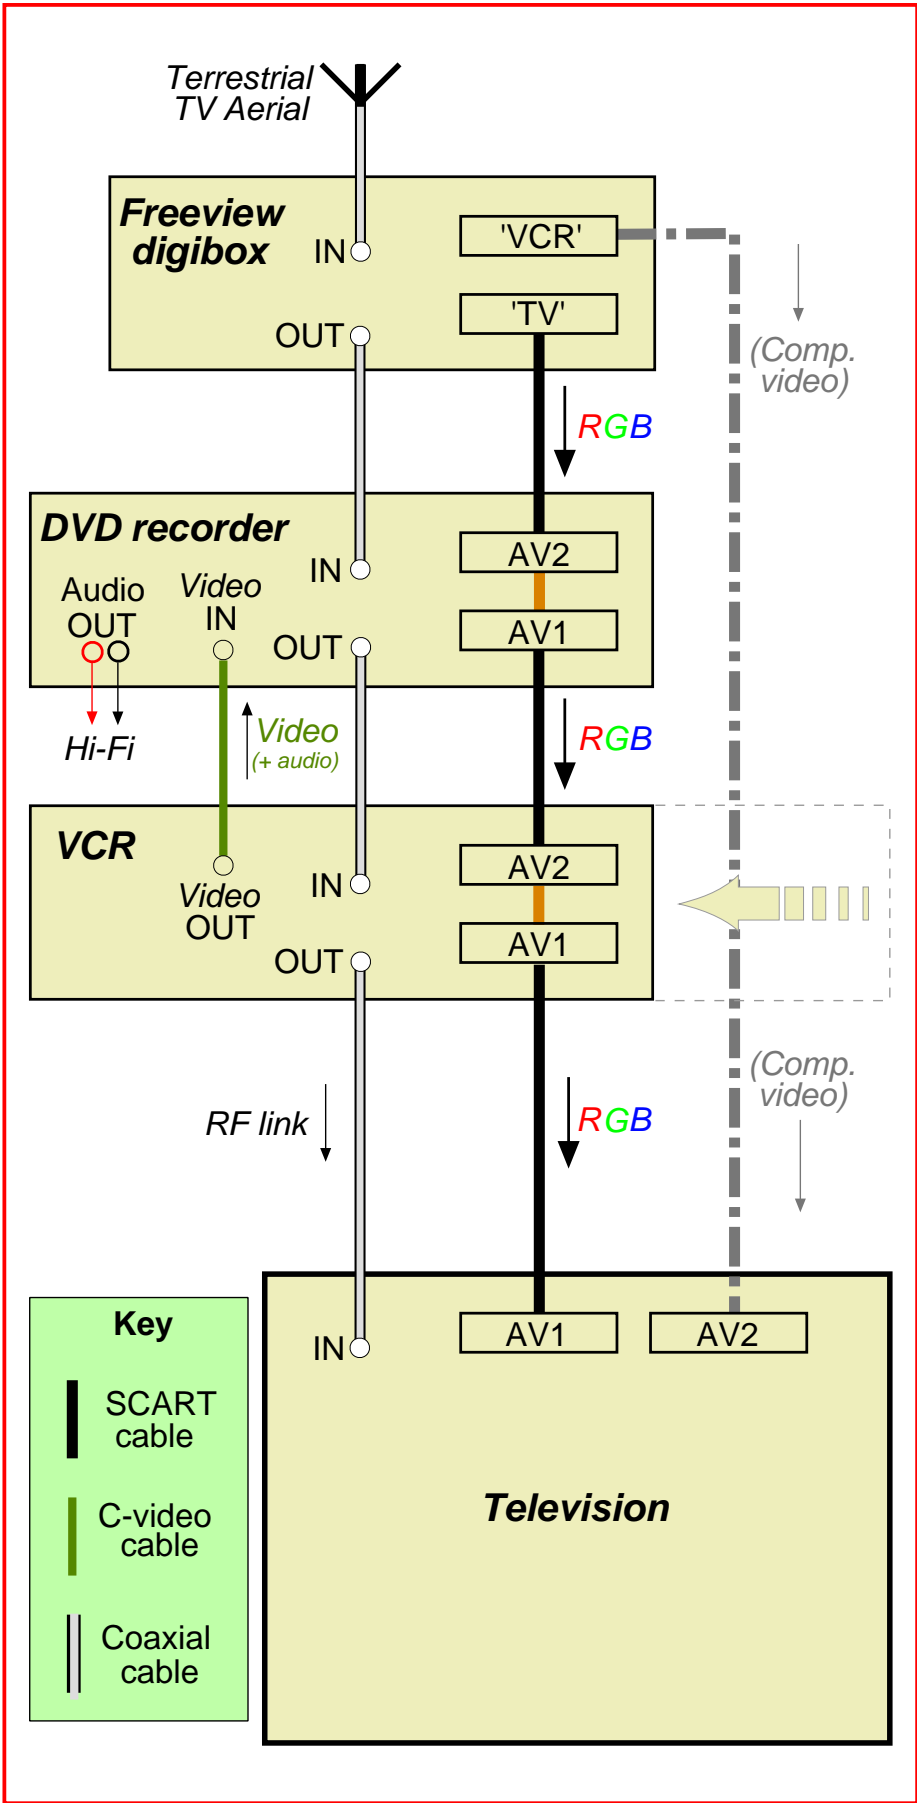 Terrestrial
TV Aerial
Freeview
digibox
IN
'VCR'
'TV'
OUT
(Comp.
video)
RGB
DVD recorder
Audio
OUT
Video
IN
IN
AV2
OUT
AV1
Hi-Fi
Video
(+ audio)
RGB
VCR
Video
OUT
IN
AV2
OUT
AV1
(Comp.
video)
RF link
RGB
IN
AV1
AV2
Television
Key
SCART
cable
C-video
cable
Coaxial
cable